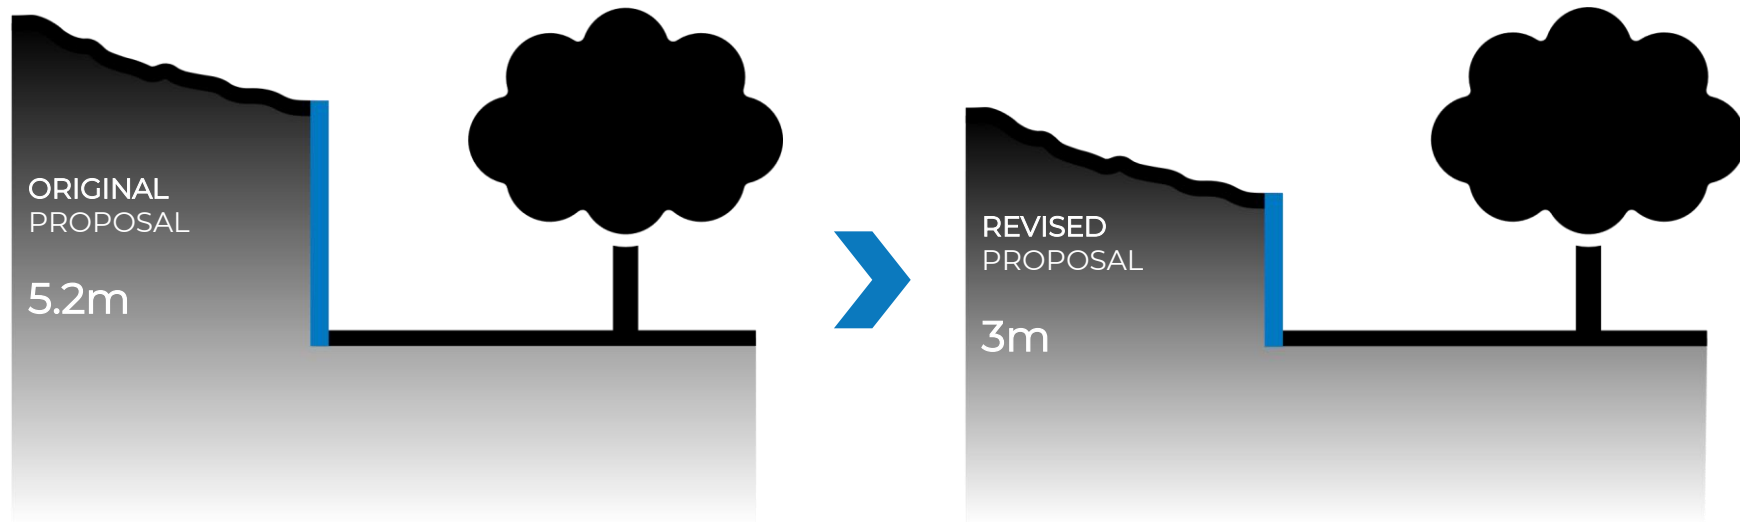 ORIGINAL
PROPOSAL
5.2m
REVISED
PROPOSAL
3m